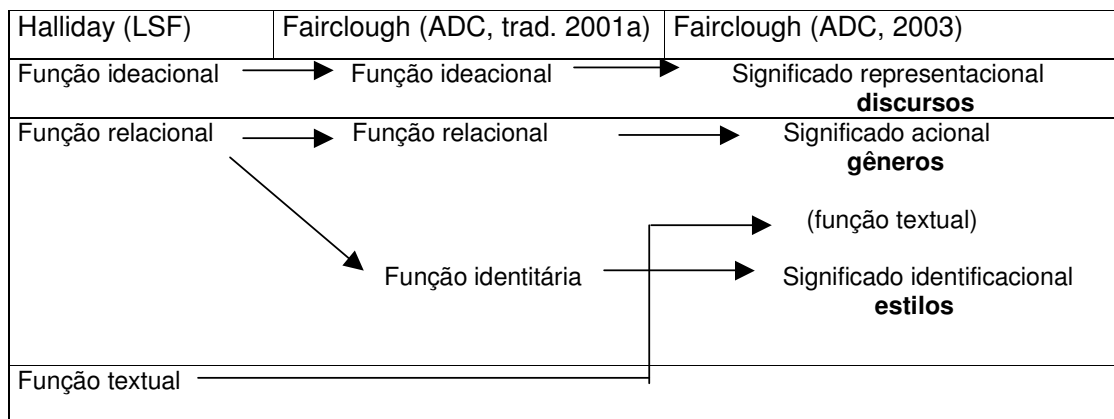 Halliday (LSF) Fairclough (ADC, trad. 2001a) Fairclough (ADC, 2003)
Função ideacional Função ideacional Significado representacional
discursos
Função relacional Função relacional Significado acional
gêneros
(função textual)
Função identitária Significado identificacional
estilos
Função textual